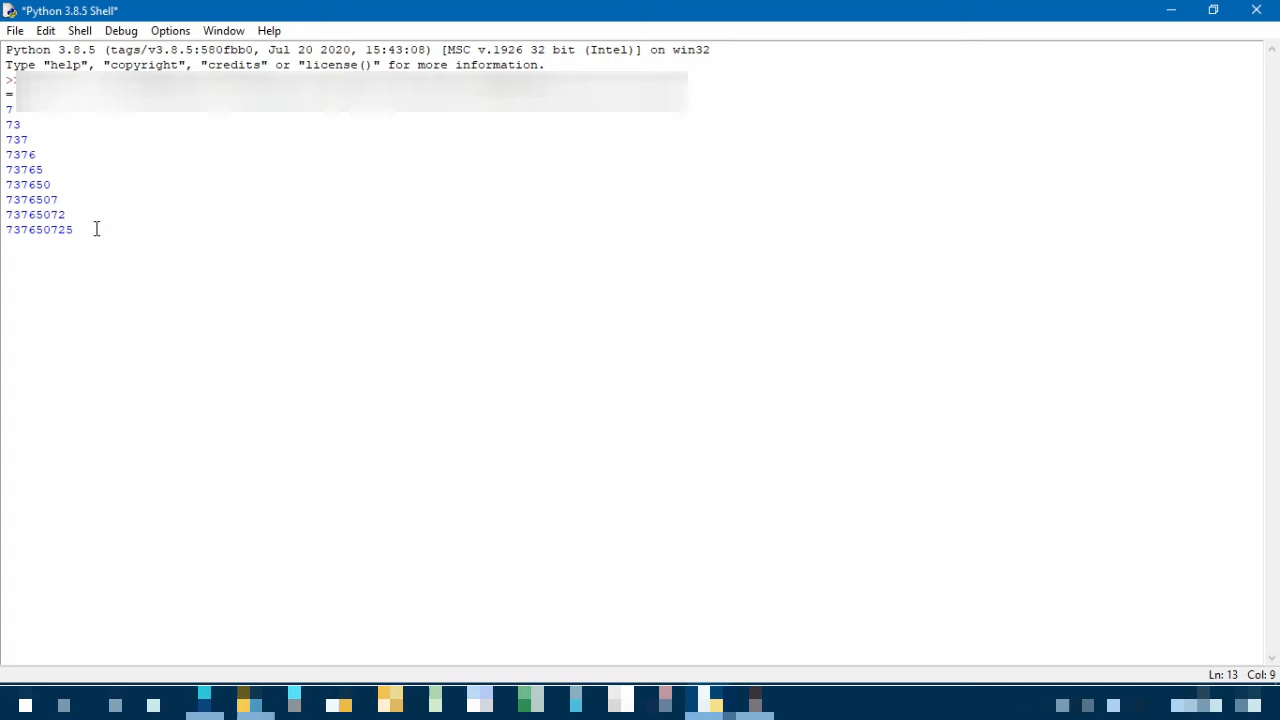 *Python 3.8.5 Shell*
File Edit Shell Debug Options Window Help
Python 3.8.5 (tags/v3.8.5:580fbb0, Jul 20 2020, 15:43:08) [MSC v.1926 32 bit (Intel)] on win32
Type "help", "copyright", "credits" or "license()" for more information.
=
7
73
737
7376
73765
737650
7376507
73765072
737650725
Ln: 13 Col: 9